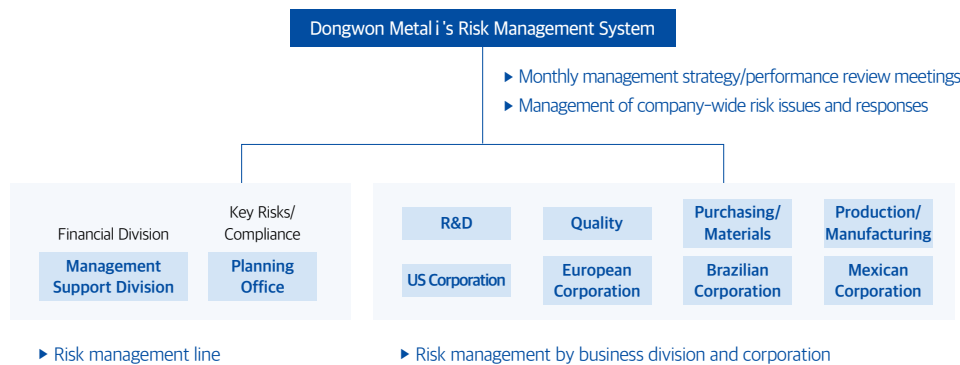 Dongwon Metal i's Risk Management System
▶ Monthly management strategy/performance review meetings
▶ Management of company-wide risk issues and responses
Financial Division
Management
Support Division
Key Risks/
Compliance
Planning
Office
R&D
Quality
Purchasing/
Materials
Production/
Manufacturing
US Corporation
European
Corporation
Brazilian
Corporation
Mexican
Corporation
▶ Risk management line
▶ Risk management by business division and corporation